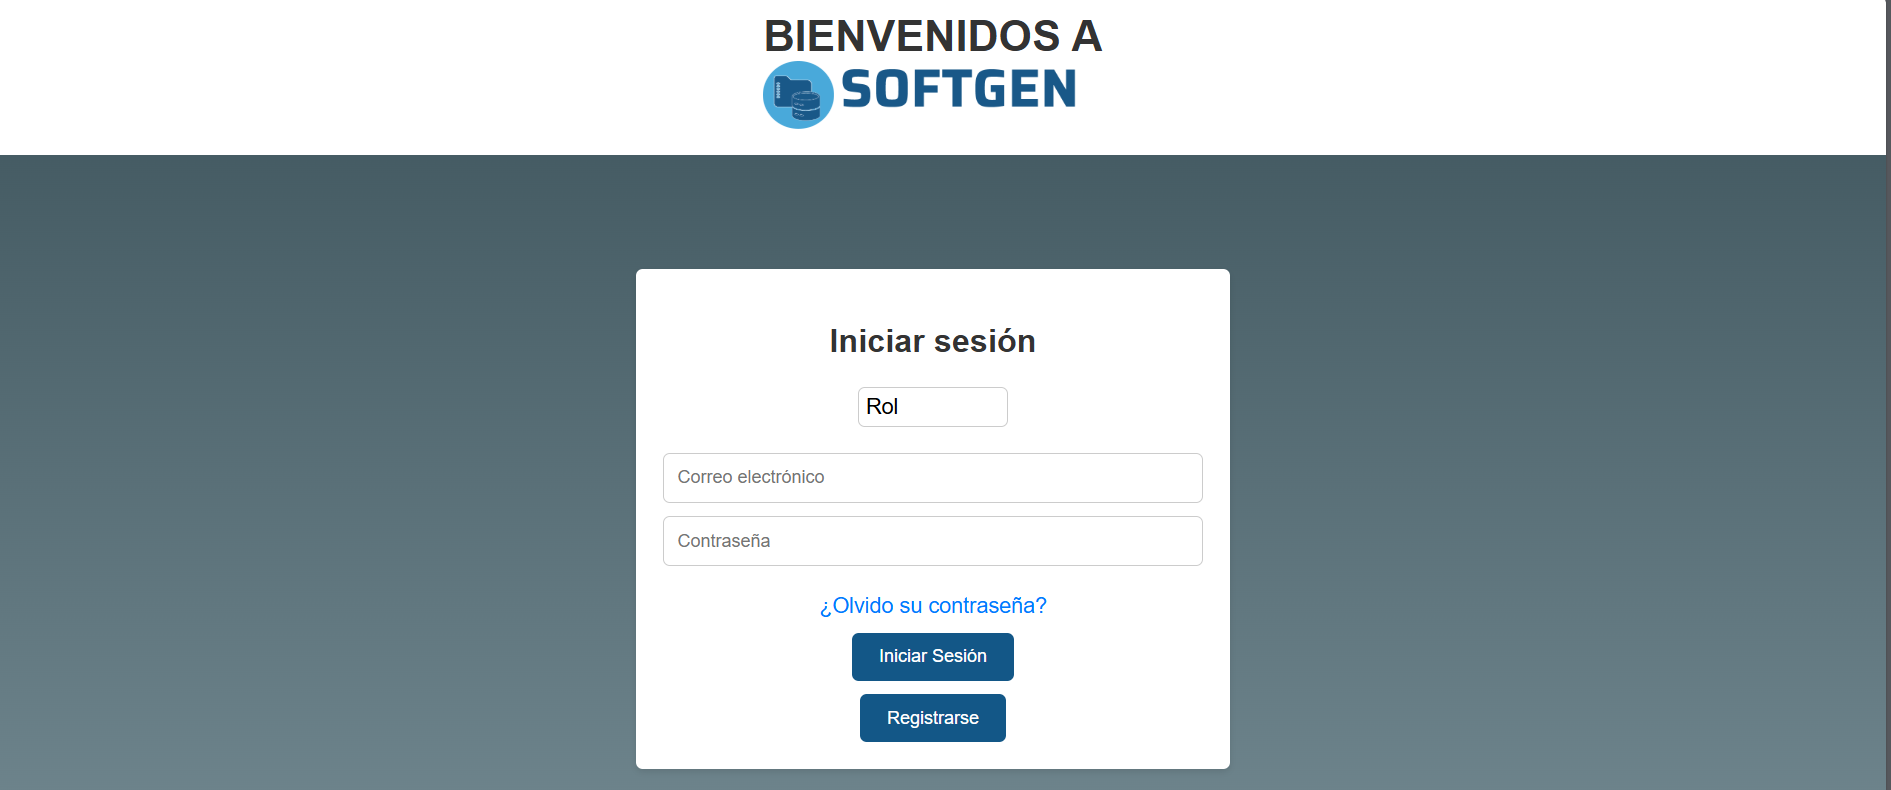 BIENVENIDOS A
SOFTGEN
Iniciar sesión
Rol
Correo electrónico
Contraseña
¿Olvido su contraseña?
Iniciar Sesión
Registrarse